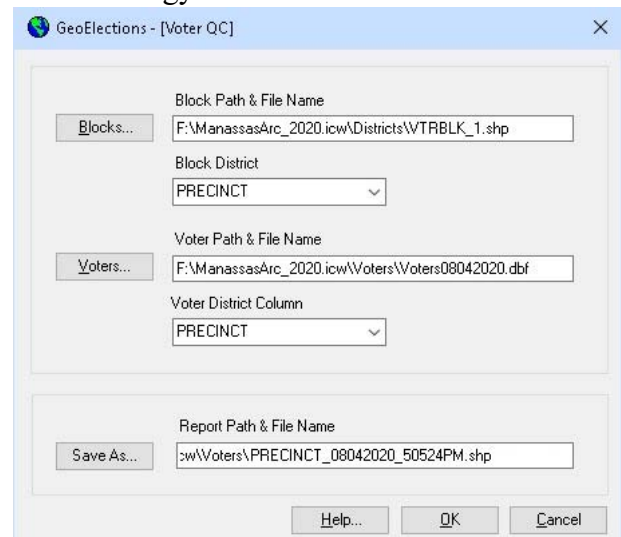 GeoElections - [Voter QC]
Block Path & File Name
Blocks... F:\ManassasArc_2020.icw\Districts\VTRBLK_1.shp
Block District
PRECINCT
Voter Path & File Name
Voters... F:\ManassasArc_2020.icw\Voters\Voters08042020.dbf
Voter District Column
PRECINCT
Report Path & File Name
Save As... :w\Voters\PRECINCT_08042020_50524PM.shp
Help... OK Cancel